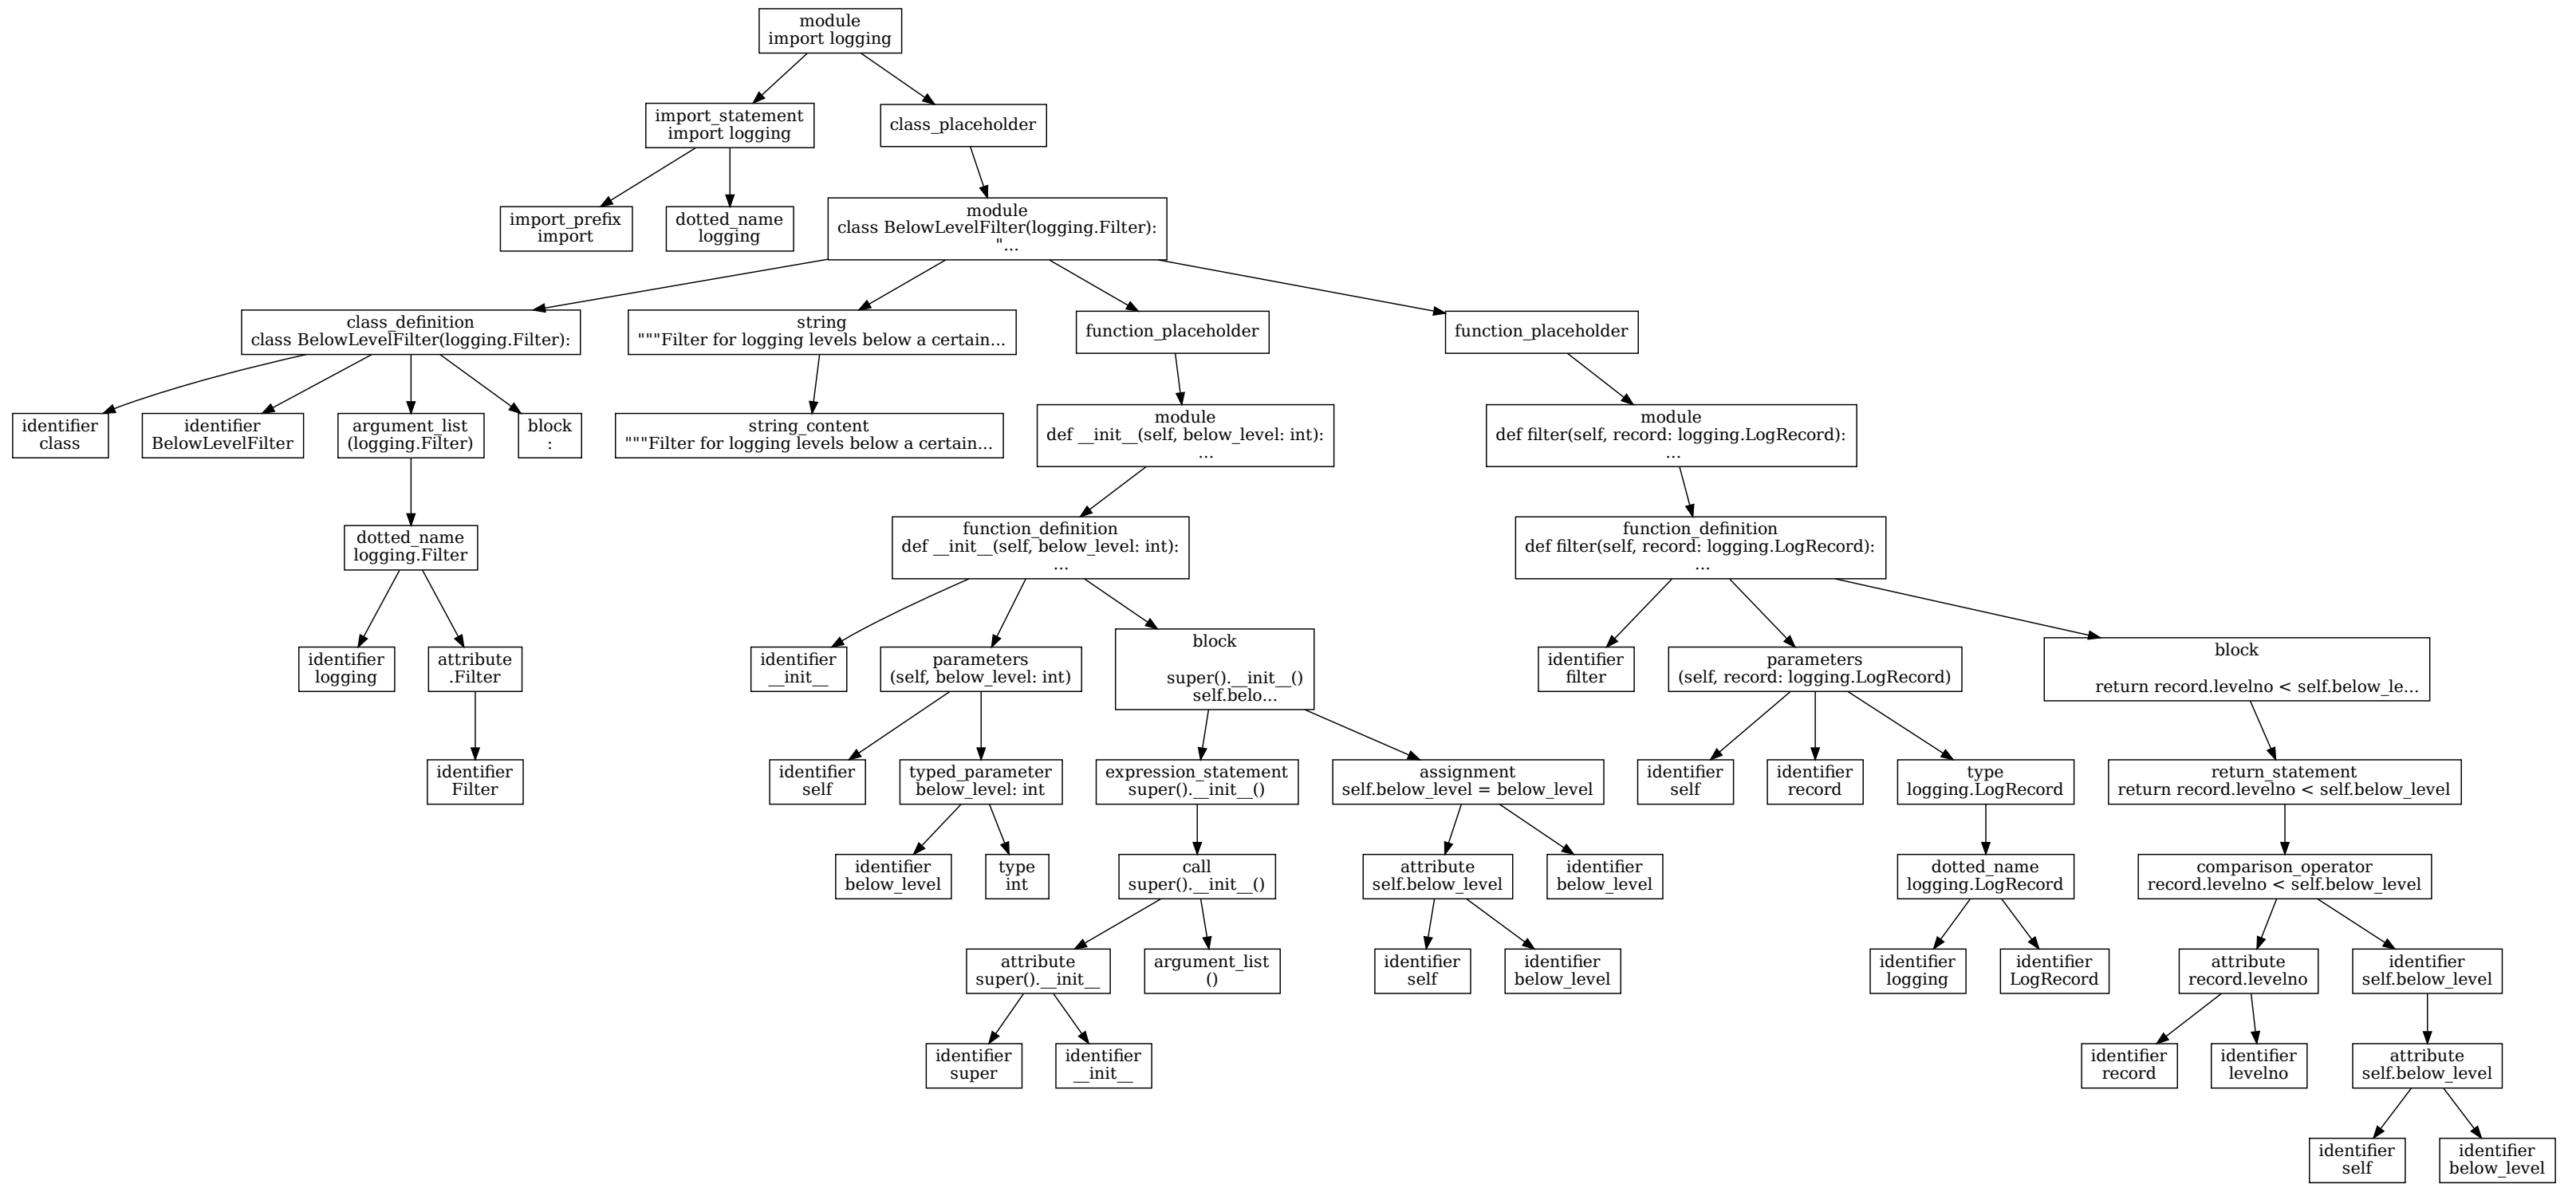 module
import logging
import_statement
import logging
class_placeholder
import_prefix
import
dotted_name
logging
module
class BelowLevelFilter(logging.Filter):
"...
class_definition
class BelowLevelFilter(logging.Filter):
string
"""Filter for logging levels below a certain...
function_placeholder
function_placeholder
identifier
class
identifier
BelowLevelFilter
argument_list
(logging.Filter)
block
:
string_content
"""Filter for logging levels below a certain...
module
def __init__(self, below_level: int):
...
module
def filter(self, record: logging.LogRecord):
...
dotted_name
logging.Filter
function_definition
def __init__(self, below_level: int):
...
function_definition
def filter(self, record: logging.LogRecord):
...
identifier
logging
attribute
.Filter
identifier
__init__
parameters
(self, below_level: int)
block
super().__init__()
self.belo...
identifier
filter
parameters
(self, record: logging.LogRecord)
block
return record.levelno < self.below_le...
identifier
Filter
identifier
self
typed_parameter
below_level: int
expression_statement
super().__init__()
assignment
self.below_level = below_level
identifier
self
identifier
record
type
logging.LogRecord
return_statement
return record.levelno < self.below_level
identifier
below_level
type
int
call
super().__init__()
attribute
self.below_level
identifier
below_level
dotted_name
logging.LogRecord
comparison_operator
record.levelno < self.below_level
attribute
super().__init__
argument_list
()
identifier
self
identifier
below_level
identifier
logging
identifier
LogRecord
attribute
record.levelno
identifier
self.below_level
identifier
super
identifier
__init__
identifier
record
identifier
levelno
attribute
self.below_level
identifier
self
identifier
below_level